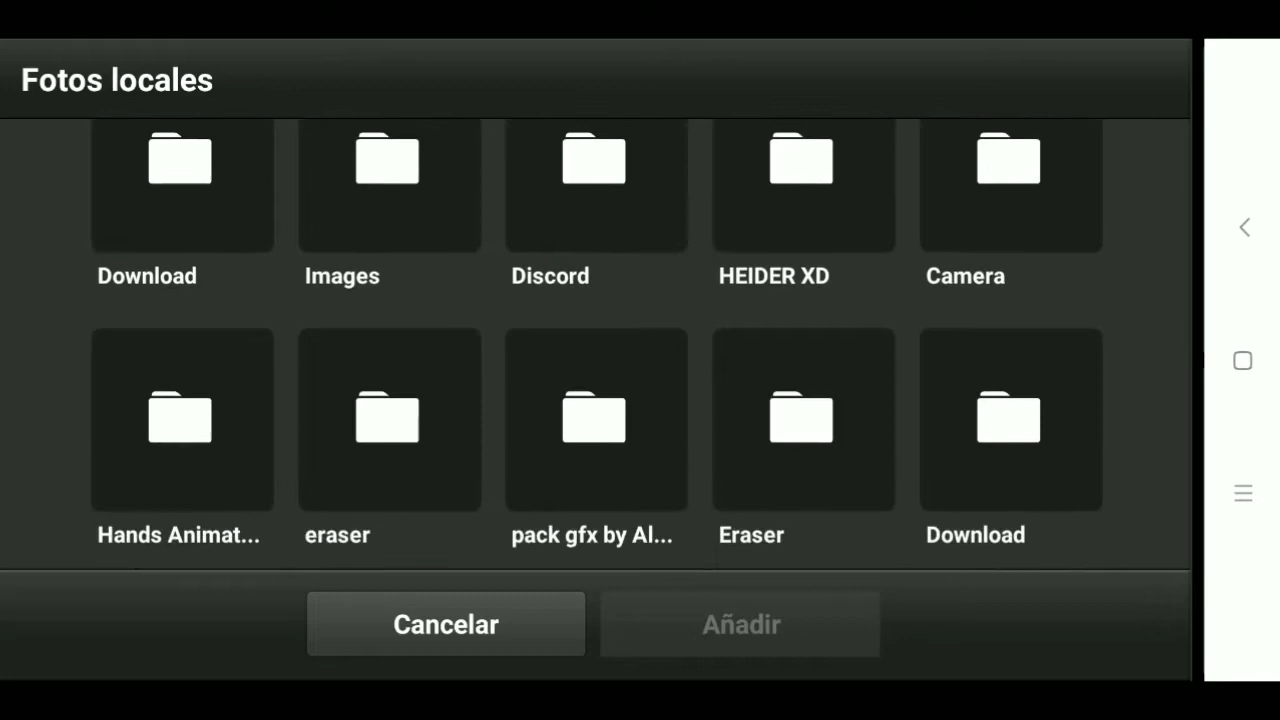 Fotos locales
Download
Images
Discord
HEIDER XD
Camera
Hands Animat...
eraser
pack gfx by Al...
Eraser
Download
Cancelar
Añadir